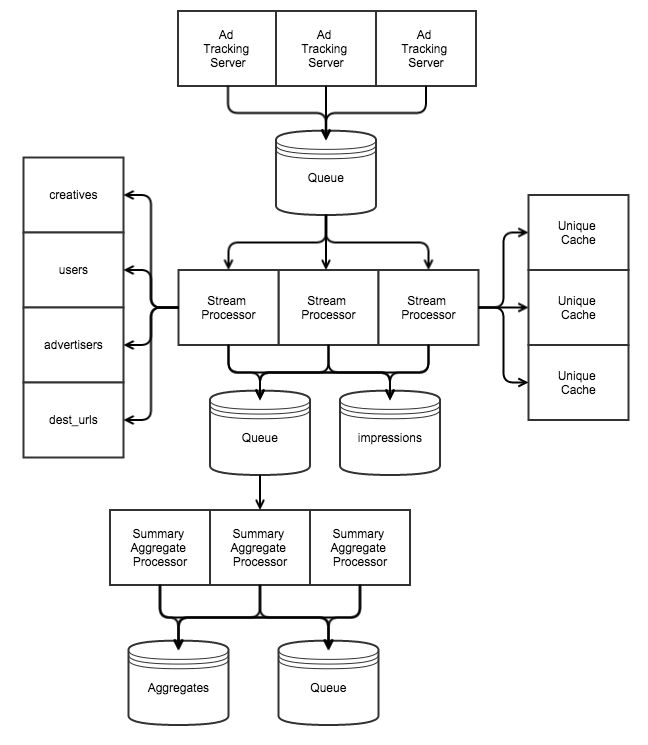 Ad
Tracking
Server
Ad
Tracking
Server
Ad
Tracking
Server
Queue
creatives
users
advertisers
dest_urls
Stream
Processor
Stream
Processor
Stream
Processor
Unique
Cache
Unique
Cache
Unique
Cache
Queue
impressions
Summary
Aggregate
Processor
Summary
Aggregate
Processor
Summary
Aggregate
Processor
Aggregates
Queue